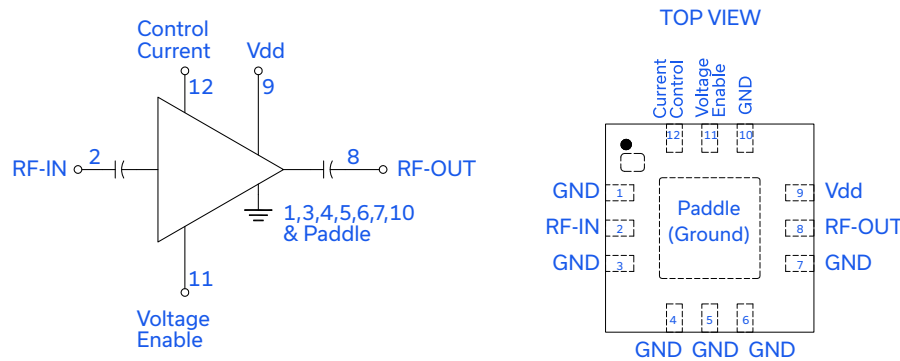 Control
Current
Vdd
12
9
RF-IN
2
8
RF-OUT
1,3,4,5,6,7,10
& Paddle
11
Voltage
Enable
TOP VIEW
Current
Control
Voltage
Enable
GND
12
11
10
GND
1
9
Vdd
RF-IN
2
Paddle
(Ground)
8
RF-OUT
GND
3
7
GND
4
5
6
GND
GND
GND